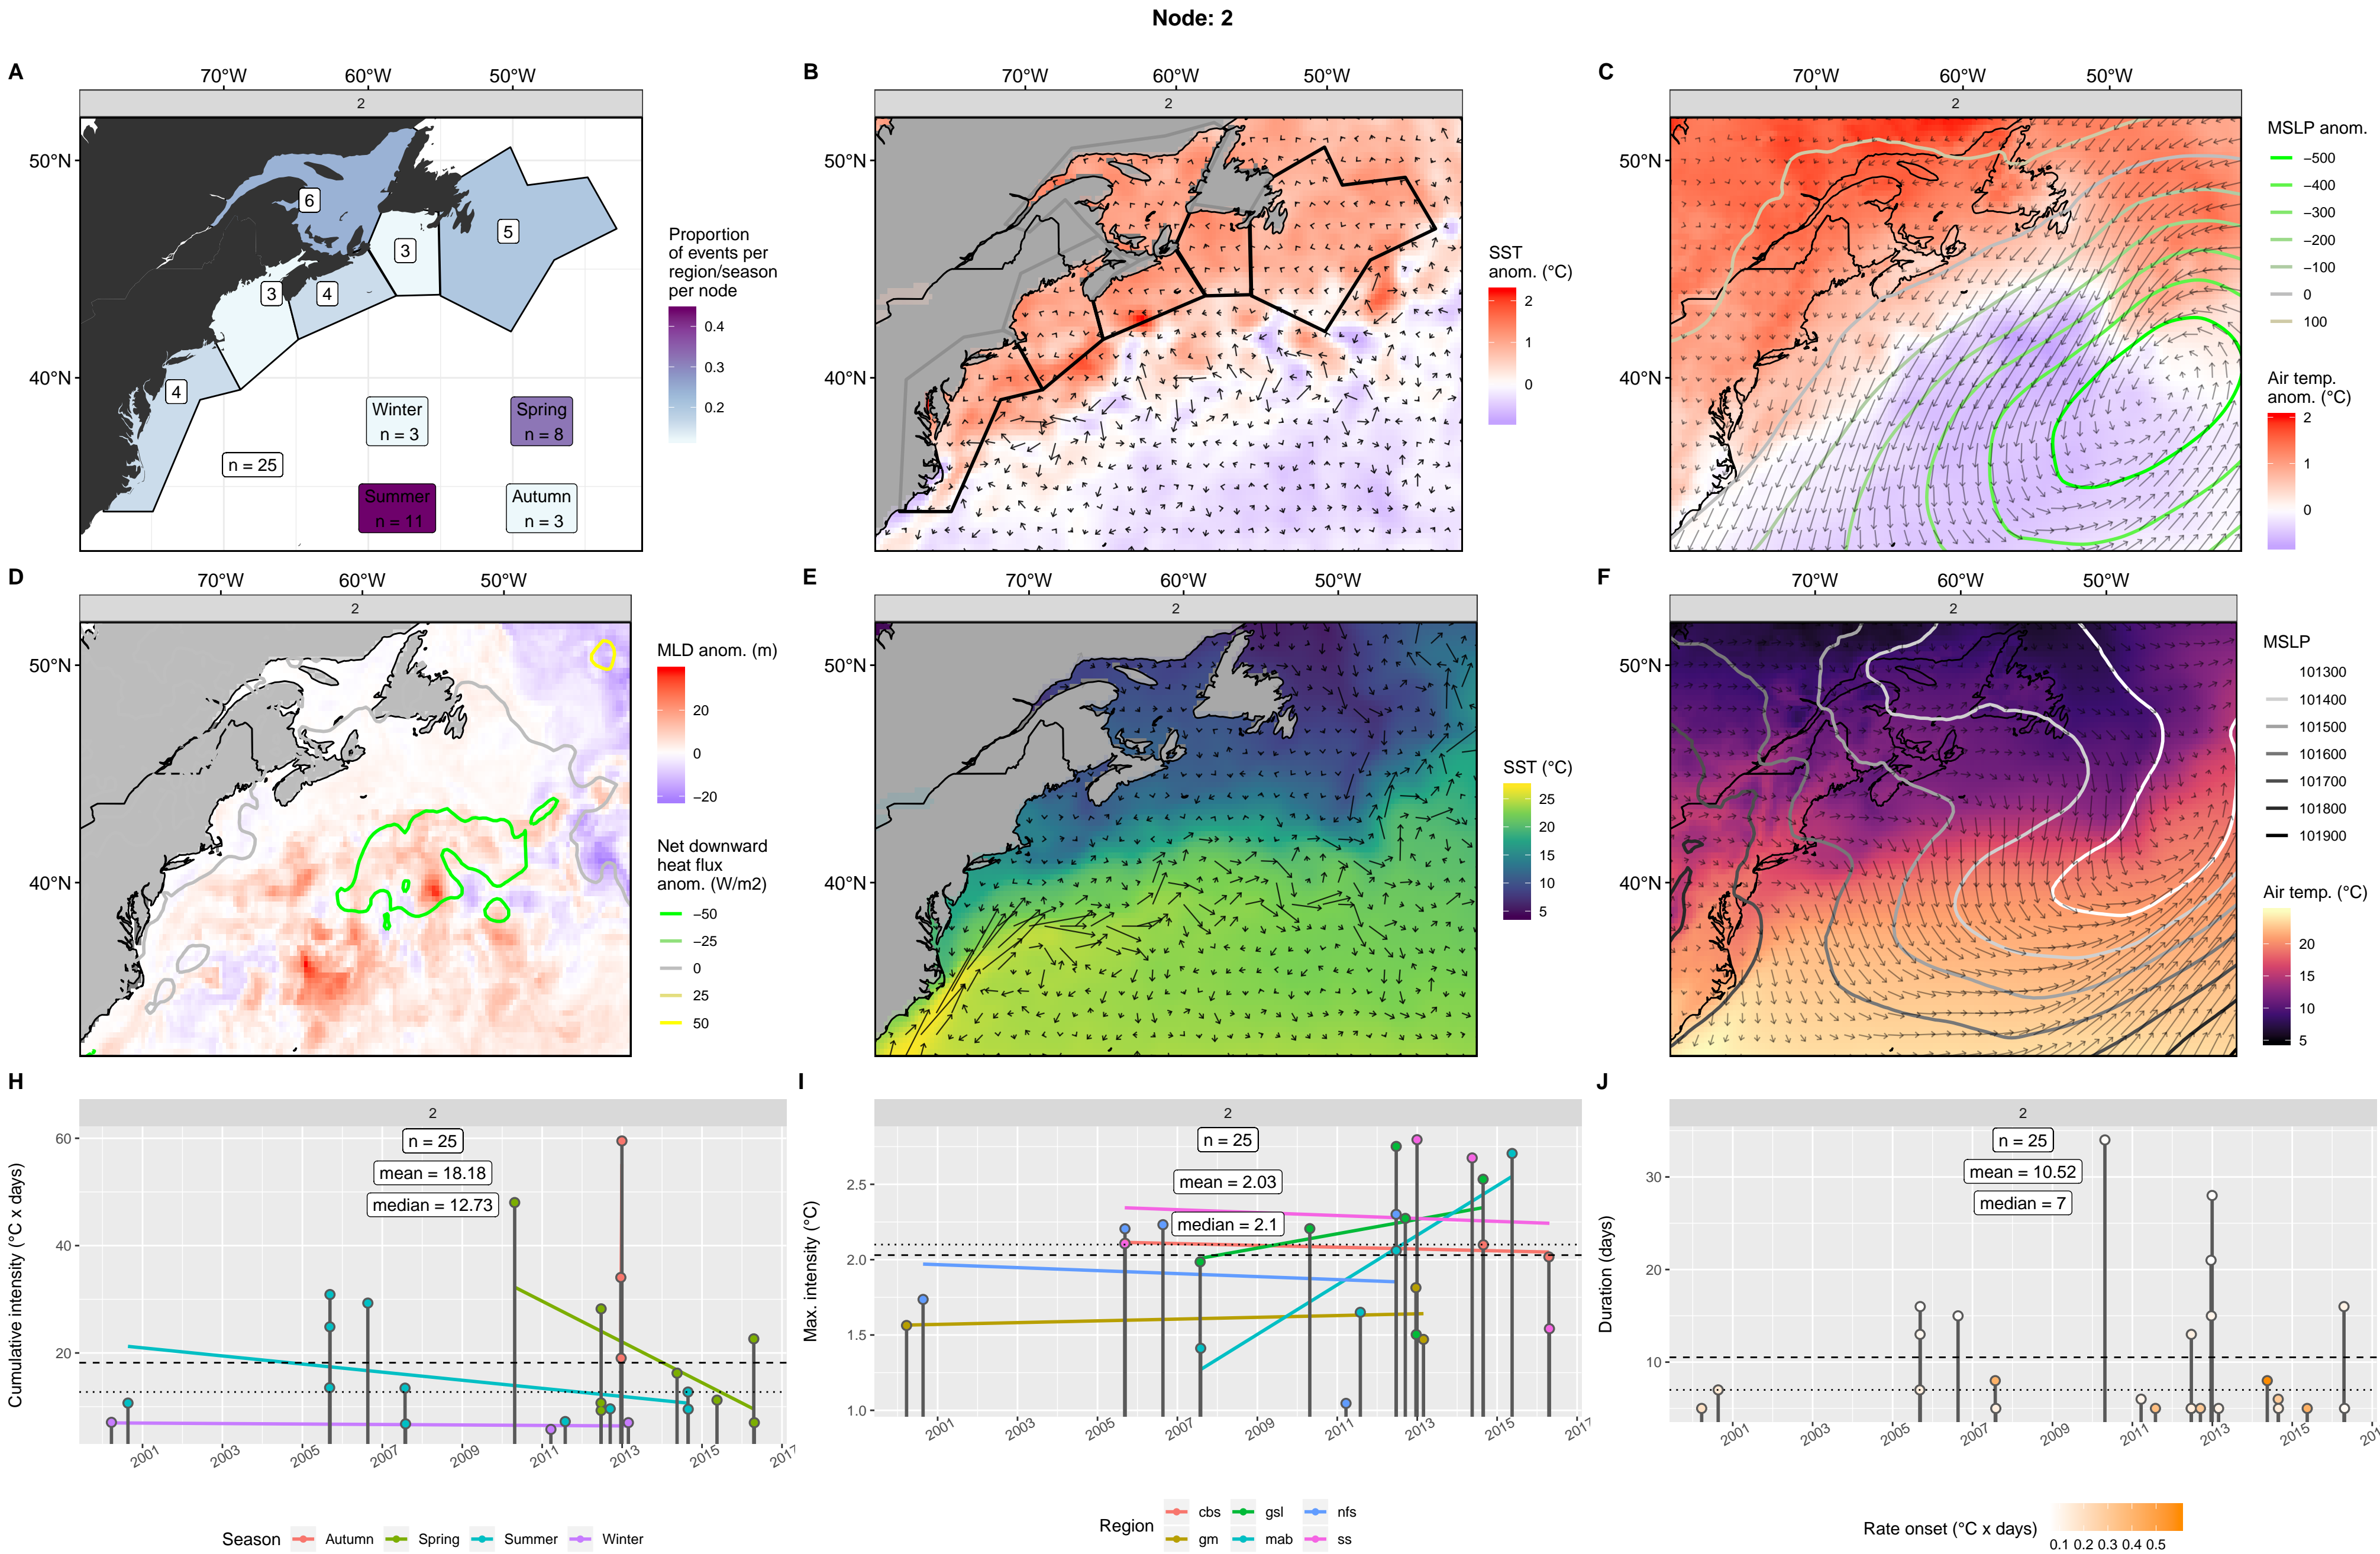 Node: 2
A
70°W 60°W 50°W
2
50°N
40°N
6
5
3
3
4
4
n = 25
Winter
n = 3
Spring
n = 8
Summer
n = 11
Autumn
n = 3
Proportion
of events per
region/season
per node
0.4
0.3
0.2
B
70°W 60°W 50°W
2
50°N
40°N
SST
anom. (°C)
2
1
0
C
70°W 60°W 50°W
2
50°N
40°N
MSLP anom.
−500
−400
−300
−200
−100
0
100
Air temp.
anom. (°C)
2
1
0
D
70°W 60°W 50°W
2
50°N
40°N
MLD anom. (m)
20
0
−20
Net downward
heat flux
anom. (W/m2)
−50
−25
0
25
50
E
70°W 60°W 50°W
2
50°N
40°N
SST (°C)
25
20
15
10
5
F
70°W 60°W 50°W
2
50°N
40°N
MSLP
101300
101400
101500
101600
101700
101800
101900
Air temp. (°C)
20
15
10
5
H
2
n = 25
mean = 18.18
median = 12.73
Cumulative intensity (°C x days)
60
40
20
2001 2003 2005 2007 2009 2011 2013 2015 2017
Season Autumn Spring Summer Winter
I
2
n = 25
mean = 2.03
median = 2.1
Max. intensity (°C)
2.5
2.0
1.5
1.0
2001 2003 2005 2007 2009 2011 2013 2015 2017
Region cbs gsl nfs
gm mab ss
J
2
n = 25
mean = 10.52
median = 7
Duration (days)
30
20
10
2001 2003 2005 2007 2009 2011 2013 2015
Rate onset (°C x days)
0.1 0.2 0.3 0.4 0.5